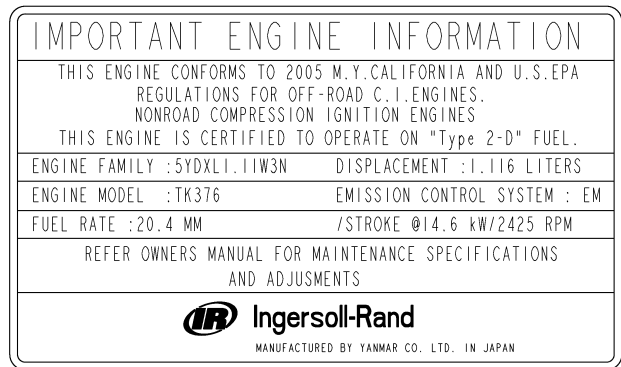 IMPORTANT ENGINE INFORMATION
THIS ENGINE CONFORMS TO 2005 M.Y.CALIFORNIA AND U.S.EPA
REGULATIONS FOR OFF-ROAD C.I.ENGINES.
NONROAD COMPRESSION IGNITION ENGINES
THIS ENGINE IS CERTIFIED TO OPERATE ON "Type 2-D" FUEL.
ENGINE FAMILY :5YDXL1.11W3N DISPLACEMENT :1.116 LITERS
ENGINE MODEL :TK376 EMISSION CONTROL SYSTEM : EM
FUEL RATE :20.4 MM /STROKE @14.6 kW/2425 RPM
REFER OWNERS MANUAL FOR MAINTENANCE SPECIFICATIONS
AND ADJUSMENTS
IR Ingersoll-Rand
MANUFACTURED BY YANMAR CO. LTD. IN JAPAN